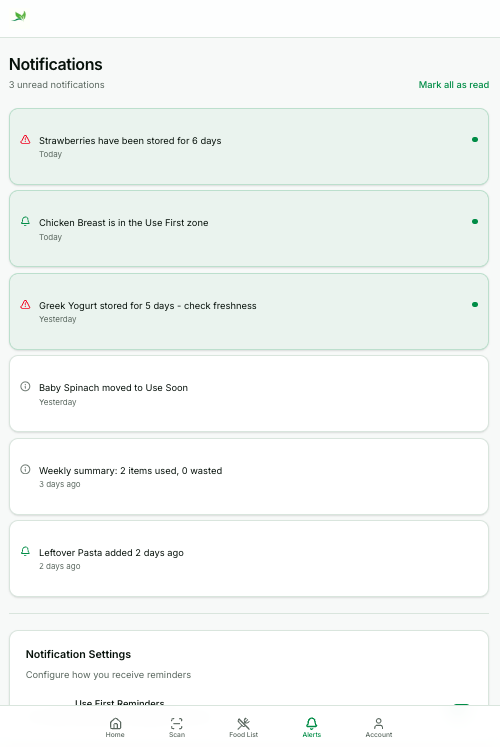 Notifications
3 unread notifications
Mark all as read
Strawberries have been stored for 6 days
Today
Chicken Breast is in the Use First zone
Today
Greek Yogurt stored for 5 days - check freshness
Yesterday
Baby Spinach moved to Use Soon
Yesterday
Weekly summary: 2 items used, 0 wasted
3 days ago
Leftover Pasta added 2 days ago
2 days ago
Notification Settings
Configure how you receive reminders
Use First Reminders
Home
Scan
Food List
Alerts
Account